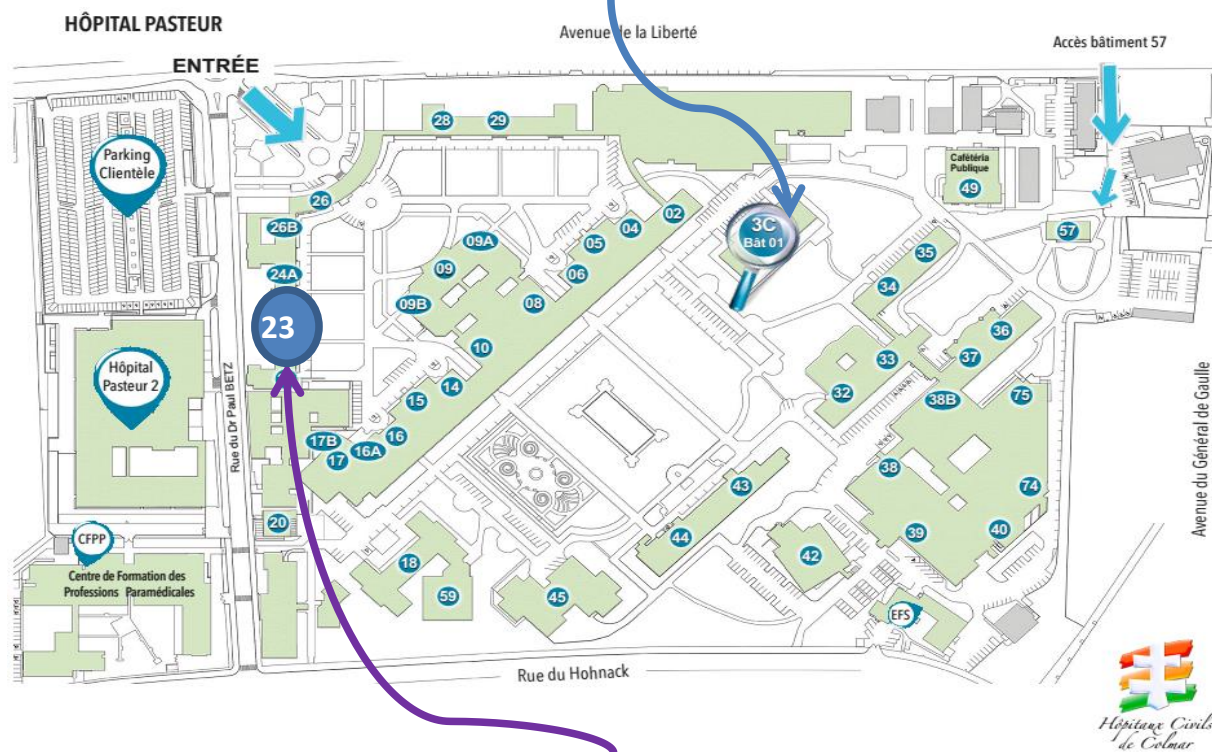 HÔPITAL PASTEUR
Avenue de la Liberté
Accès bâtiment 57
ENTRÉE
Parking
Clientèle
28
29
Cafétéria
Publique
49
26
26B
02
04
05
06
3C
Bât 01
57
09A
09
09B
08
24A
35
34
36
37
33
32
38B
75
23
10
14
15
16
16A
17B
17
Hôpital
Pasteur 2
Rue du Dr Paul BETZ
Avenue du Général de Gaulle
38
74
43
44
39
40
20
42
CFPP
Centre de Formation des
Professions Paramédicales
18
59
45
EFS
Rue du Hohnack
Hôpitaux Civils
de Colmar